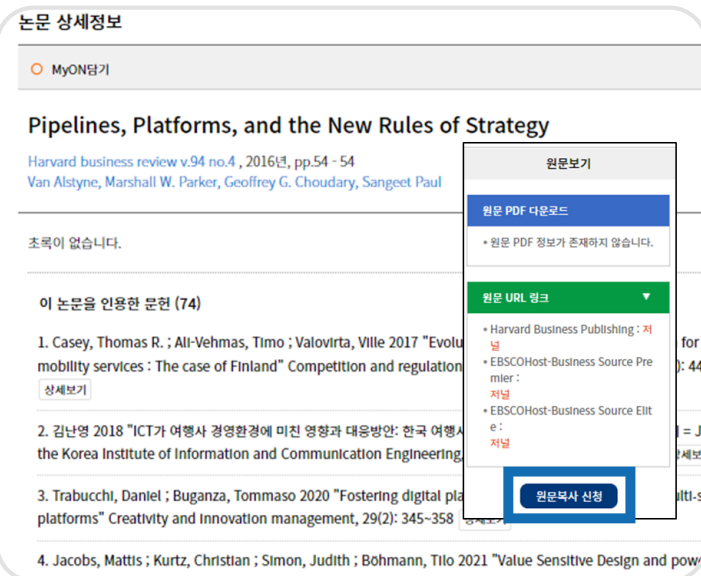 논문 상세정보
MyON담기
Pipelines, Platforms, and the New Rules of Strategy
Harvard business review v.94 no.4 , 2016년, pp.54 - 54
Van Alstyne, Marshall W. Parker, Geoffrey G. Choudary, Sangeet Paul
초록이 없습니다.
이 논문을 인용한 문헌 (74)
1. Casey, Thomas R. ; Ali-Vehmas, Timo ; Valovirta, Ville 2017 "Evolu for
mobility services : The case of Finland" Competition and regulation ): 44
상세보기
2. 김난영 2018 "ICT가 여행사 경영환경에 미친 영향과 대응방안: 한국 여행사 = J
the Korea Institute of Information and Communication Engineering,
3. Trabucchi, Daniel ; Buganza, Tommaso 2020 "Fostering digital pla ulti-s
platforms" Creativity and Innovation management, 29(2): 345~358
4. Jacobs, Mattis ; Kurtz, Christian ; Simon, Judith ; Böhmann, Tilo 2021 "Value Sensitive Design and pow
원문보기
원문 PDF 다운로드
• 원문 PDF 정보가 존재하지 않습니다.
원문 URL 링크 ▼
• Harvard Business Publishing : 저
널
• EBSCOHost-Business Source Pre
mier :
저널
• EBSCOHost-Business Source Elit
e :
저널
원문복사 신청